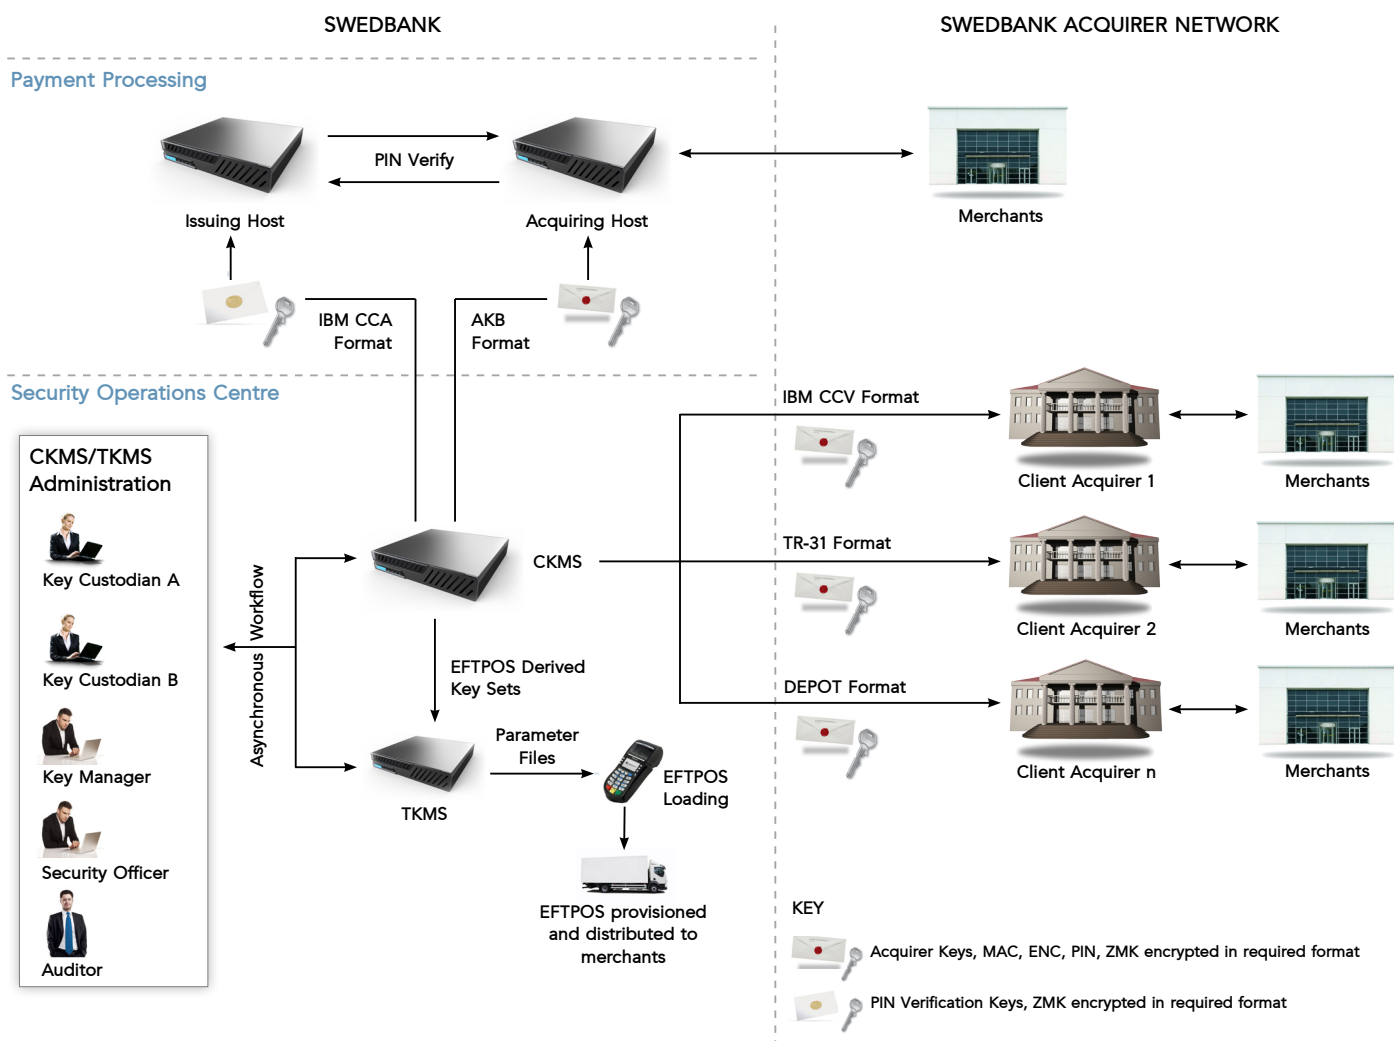 SWEDBANK
SWEDBANK ACQUIRER NETWORK
Payment Processing
PIN Verify
Issuing Host
Acquiring Host
Merchants
IBM CCA
Format
AKB
Format
Security Operations Centre
CKMS/TKMS
Administration
Key Custodian A
Key Custodian B
Key Manager
Security Officer
Auditor
Asynchronous Workflow
CKMS
EFTPOS Derived
Key Sets
TKMS
Parameter
Files
EFTPOS
Loading
EFTPOS provisioned
and distributed to
merchants
IBM CCV Format
Client Acquirer 1
Merchants
TR-31 Format
Client Acquirer 2
Merchants
DEPOT Format
Client Acquirer n
Merchants
KEY
Acquirer Keys, MAC, ENC, PIN, ZMK encrypted in required format
PIN Verification Keys, ZMK encrypted in required format